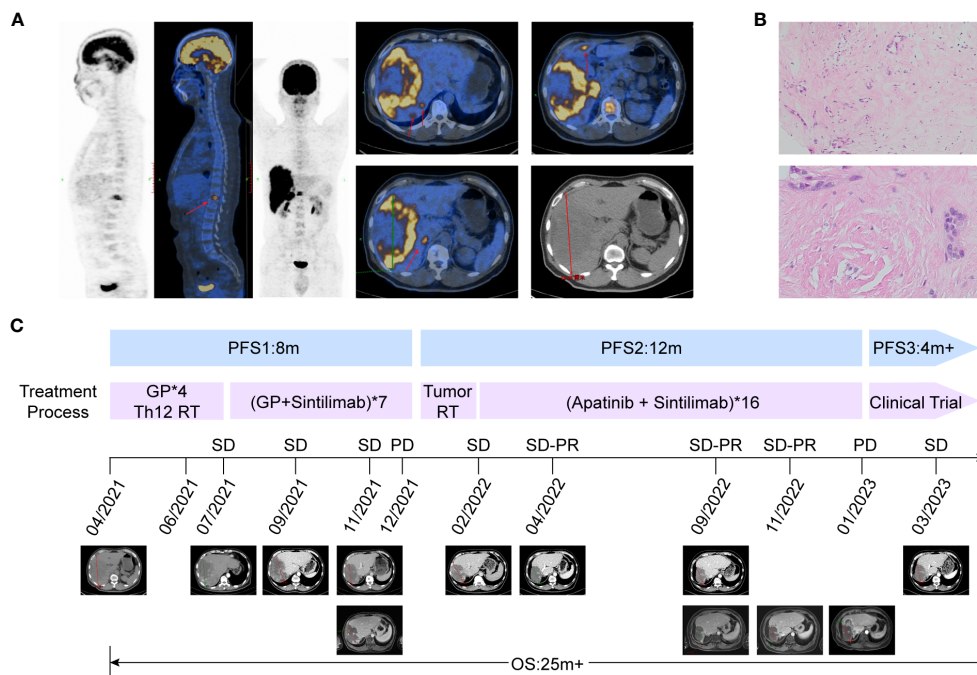 A
B
C
PFS1:8m
PFS2:12m
PFS3:4m+
Treatment
Process
GP*4
Th12 RT
(GP+Sintilimab)*7
Tumor
RT
(Apatinib + Sintilimab)*16
Clinical Trial
SD
SD
SD
PD
SD
SD-PR
SD-PR
SD-PR
PD
SD
04/2021
06/2021
07/2021
09/2021
11/2021
12/2021
02/2022
04/2022
09/2022
11/2022
01/2023
03/2023
OS:25m+